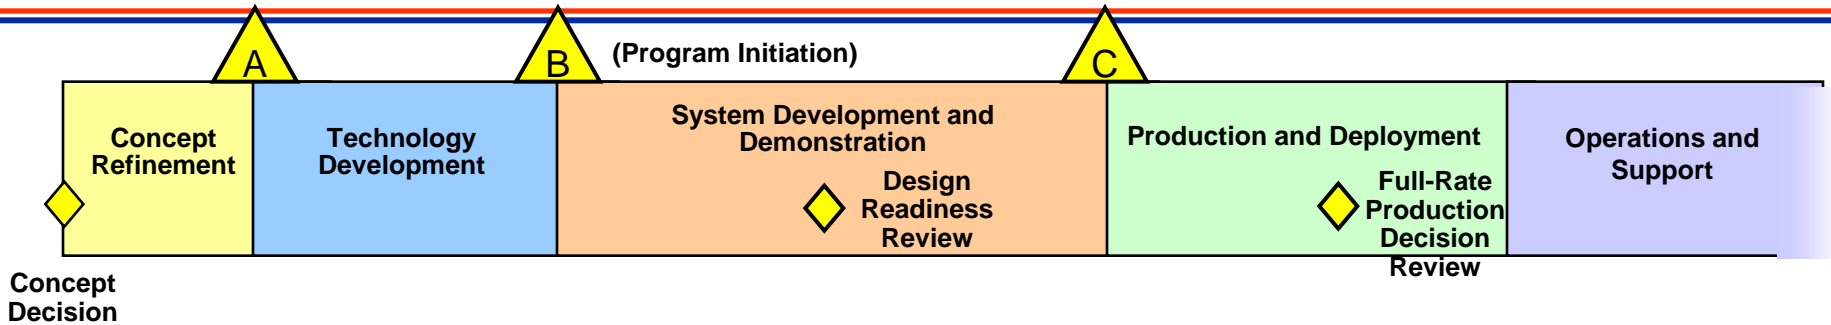 A
B
(Program Initiation)
C
Concept
Refinement
Technology
Development
System Development and
Demonstration
Design
Readiness
Review
Production and Deployment
Full-Rate
Production
Decision
Review
Operations and
Support
Concept
Decision